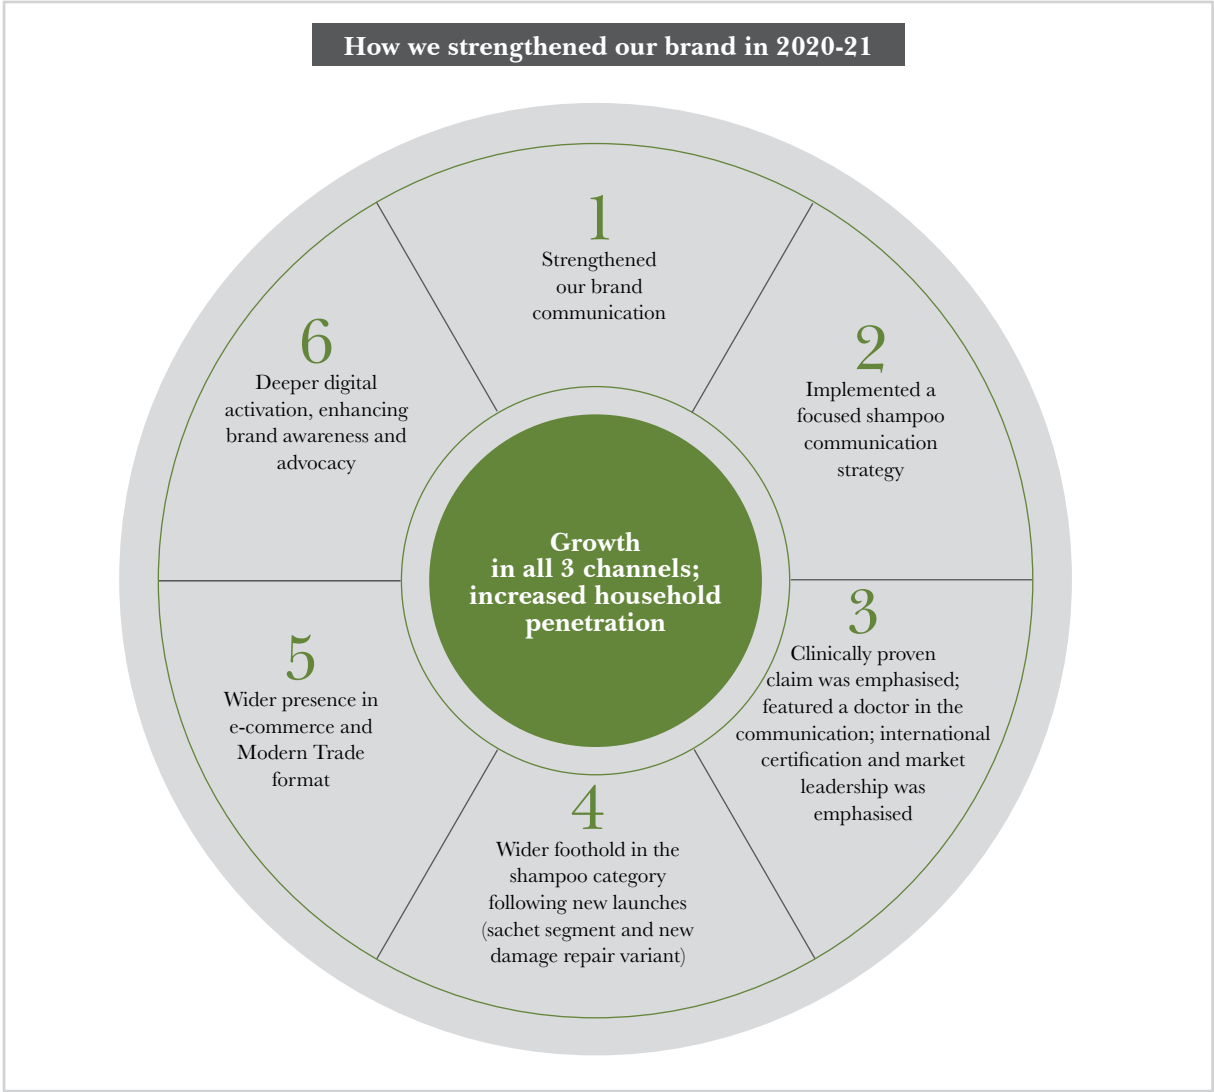 How we strengthened our brand in 2020-21
1
Strengthened
our brand
communication
2
Implemented a
focused shampoo
communication
strategy
3
Clinically proven
claim was emphasised;
featured a doctor in the
communication; international
certification and market
leadership was
emphasised
4
Wider foothold in the
shampoo category
following new launches
(sachet segment and new
damage repair variant)
5
Wider presence in
e-commerce and
Modern Trade
format
6
Deeper digital
activation, enhancing
brand awareness and
advocacy
Growth
in all 3 channels;
increased household
penetration